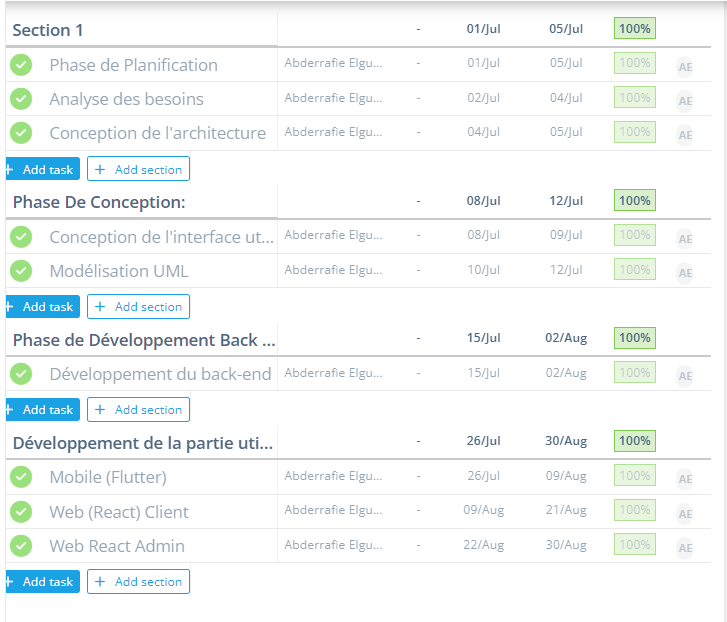 Section 1 - 01/Jul 05/Jul 100%
Phase de Planification Abderrafie Elgu... - 01/Jul 05/Jul 100% AE
Analyse des besoins Abderrafie Elgu... - 02/Jul 04/Jul 100% AE
Conception de l'architecture Abderrafie Elgu... - 04/Jul 05/Jul 100% AE
+ Add task + Add section
Phase De Conception: - 08/Jul 12/Jul 100%
Conception de l'interface ut... Abderrafie Elgu... - 08/Jul 09/Jul 100% AE
Modélisation UML Abderrafie Elgu... - 10/Jul 12/Jul 100% AE
+ Add task + Add section
Phase de Développement Back ... - 15/Jul 02/Aug 100%
Développement du back-end Abderrafie Elgu... - 15/Jul 02/Aug 100% AE
+ Add task + Add section
Développement de la partie uti... - 26/Jul 30/Aug 100%
Mobile (Flutter) Abderrafie Elgu... - 26/Jul 09/Aug 100% AE
Web (React) Client Abderrafie Elgu... - 09/Aug 21/Aug 100% AE
Web React Admin Abderrafie Elgu... - 22/Aug 30/Aug 100% AE
+ Add task + Add section